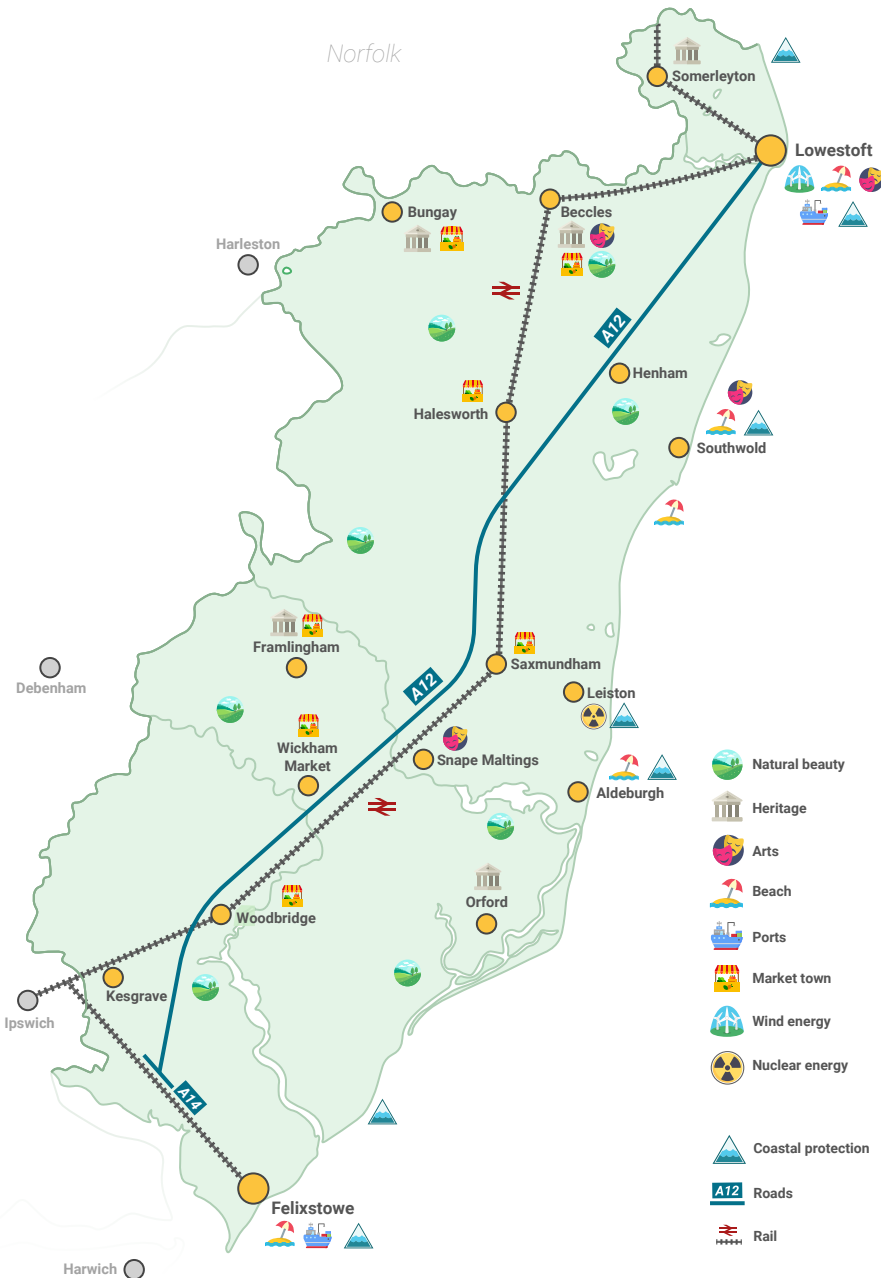 Norfolk
Somerleyton
Lowestoft
Bungay
Beccles
Harleston
A12
Henham
Halesworth
Southwold
Framlingham
Saxmundham
Debenham
A12
Leiston
Wickham
Market
Snape Maltings
Aldeburgh
Natural beauty
Heritage
Arts
Beach
Orford
Woodbridge
Ports
Kesgrave
Market town
Ipswich
Wind energy
Nuclear energy
A14
Coastal protection
A12 Roads
Felixstowe
Rail
Harwich